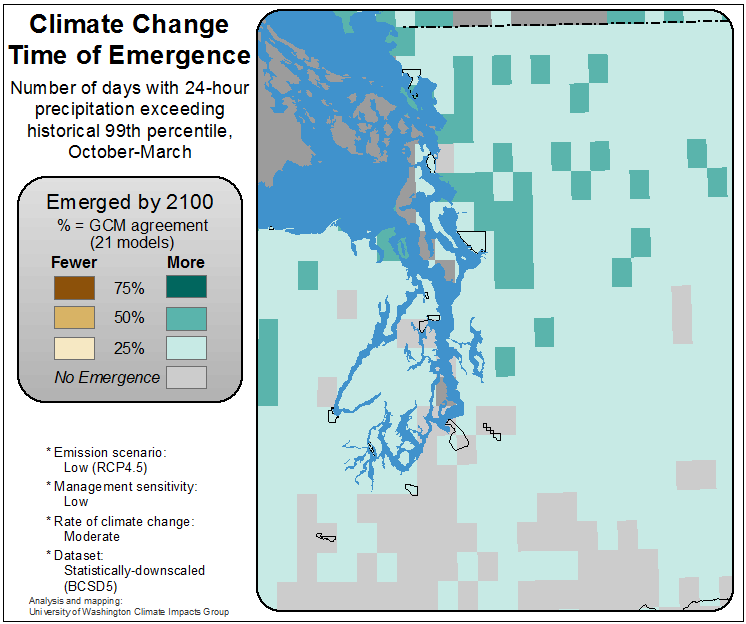 Climate Change
Time of Emergence
Number of days with 24-hour
precipitation exceeding
historical 99th percentile,
October-March
Emerged by 2100
% = GCM agreement
(21 models)
Fewer More
75%
50%
25%
No Emergence
* Emission scenario:
Low (RCP4.5)
* Management sensitivity:
Low
* Rate of climate change:
Moderate
* Dataset:
Statistically-downscaled
(BCSD5)
Analysis and mapping:
University of Washington Climate Impacts Group